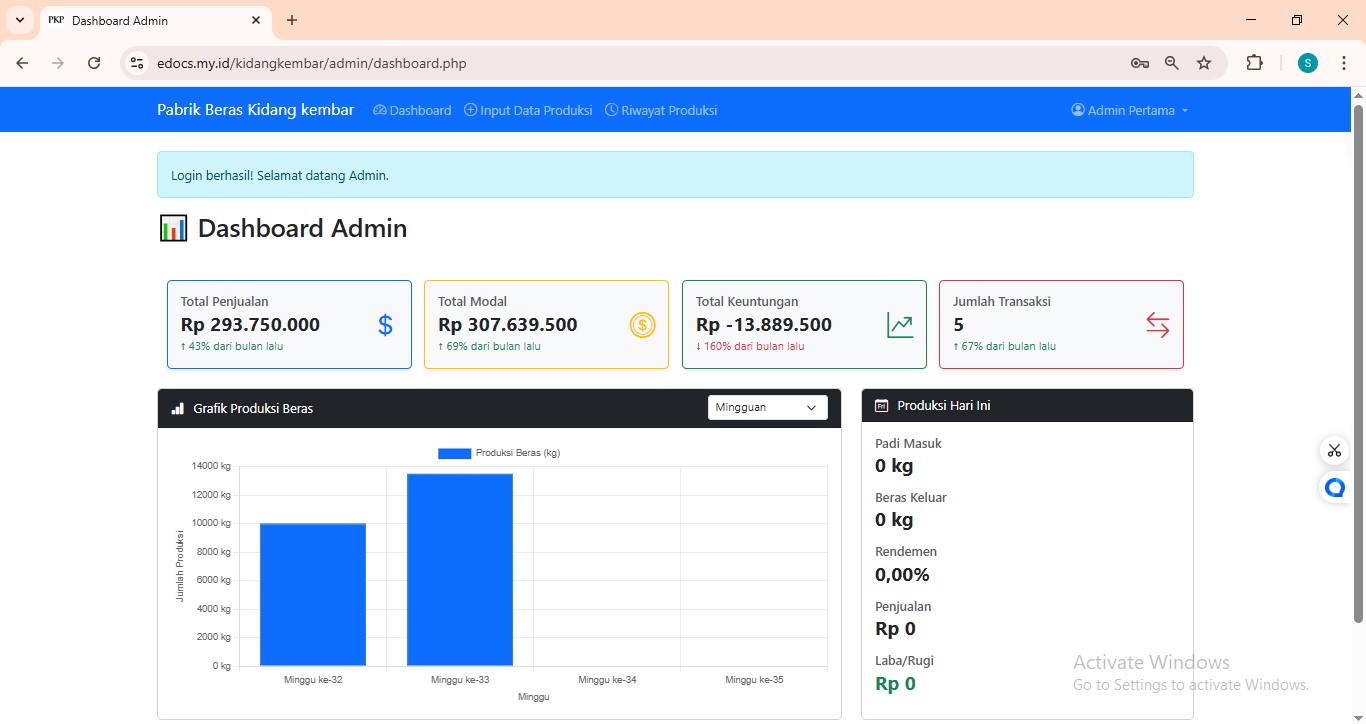 PKP Dashboard Admin
edocs.my.id/kidangkembar/admin/dashboard.php
S
Pabrik Beras Kidang kembar Dashboard Input Data Produksi Riwayat Produksi Admin Pertama
Login berhasil! Selamat datang Admin.
Dashboard Admin
Total Penjualan
Rp 293.750.000
↑ 43% dari bulan lalu
$
Total Modal
Rp 307.639.500
↑ 69% dari bulan lalu
$
Total Keuntungan
Rp -13.889.500
↓ 160% dari bulan lalu
Jumlah Transaksi
5
↑ 67% dari bulan lalu
Grafik Produksi Beras
Mingguan
Produksi Beras (kg)
14000 kg
12000 kg
10000 kg
8000 kg
6000 kg
4000 kg
2000 kg
0 kg
Jumlah Produksi
Minggu ke-32 Minggu ke-33 Minggu ke-34 Minggu ke-35
Minggu
Fri Produksi Hari Ini
Padi Masuk
0 kg
Beras Keluar
0 kg
Rendemen
0,00%
Penjualan
Rp 0
Laba/Rugi
Rp 0
Activate Windows
Go to Settings to activate Windows.